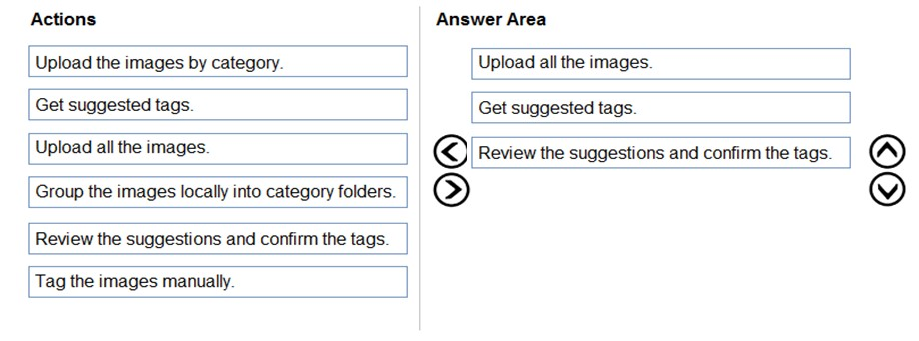 Actions
Upload the images by category.
Get suggested tags.
Upload all the images.
Group the images locally into category folders.
Review the suggestions and confirm the tags.
Tag the images manually.
Answer Area
Upload all the images.
Get suggested tags.
Review the suggestions and confirm the tags.